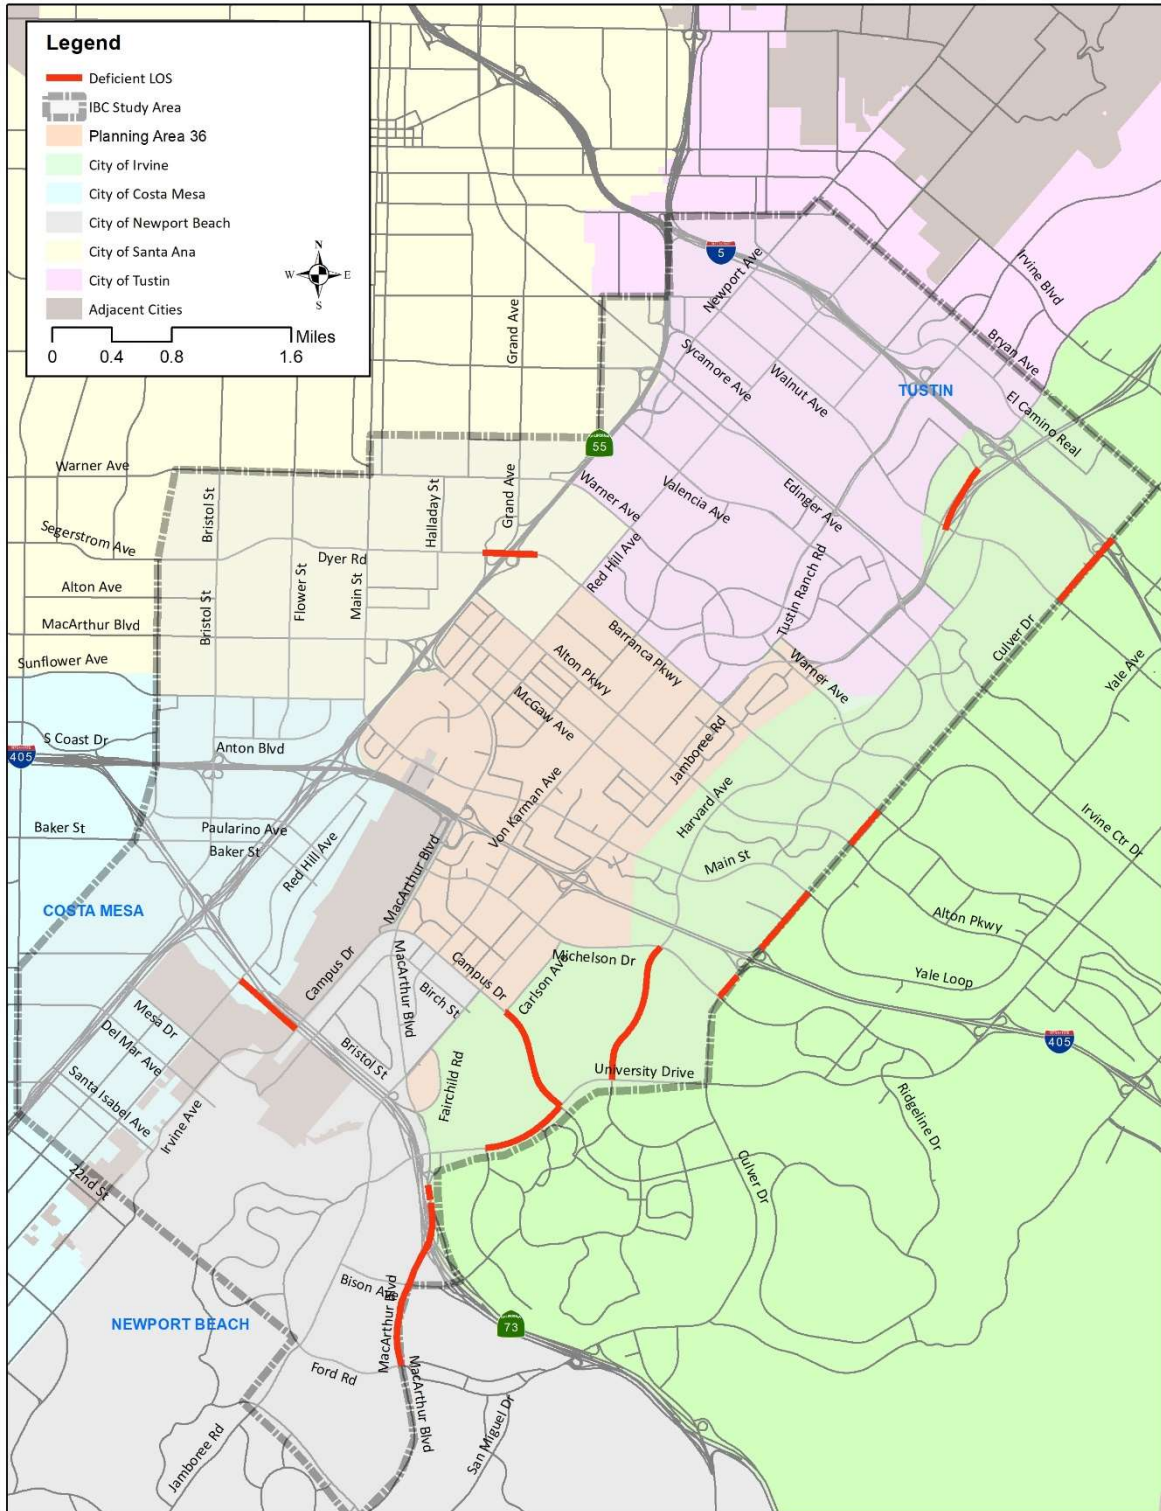 Legend
Deficient LOS
IBC Study Area
Planning Area 36
City of Irvine
City of Costa Mesa
City of Newport Beach
City of Santa Ana
City of Tustin
Adjacent Cities
N
W
E
S
Miles
0
0.4
0.8
1.6
5
Newport Ave
Irvine Blvd
Grand Ave
Sycamore Ave
Walnut Ave
Bryan Ave
TUSTIN
El Camino Real
55
Warner Ave
Bristol St
Halladay St
Grand Ave
Warner Ave
Valencia Ave
Edinger Ave
Segerstrom Ave
Dyer Rd
Red Hill Ave
Tustin Ranch Rd
Alton Ave
Bristol St
Flower St
Main St
MacArthur Blvd
Sunflower Ave
Barranca Pkwy
Alton Pkwy
Warner Ave
Culver Dr
Yale Ave
McGaw Ave
S Coast Dr
405
Anton Blvd
Jamboree Rd
Von Karman Ave
Harvard Ave
Irvine Ctr Dr
Baker St
Paularino Ave
Baker St
Red Hill Ave
MacArthur Blvd
Main St
COSTA MESA
Alton Pkwy
Campus Dr
MacArthur Blvd
Campus Dr
Birch St
Carlson Ave
Michelson Dr
Yale Loop
405
Mesa Dr
Del Mar Ave
Santa Isabel Ave
Bristol St
Fairchild Rd
University Drive
Ridgeline Dr
Irvine Ave
22nd St
Culver Dr
Bison Ave
MacArthur Blvd
NEWPORT BEACH
73
Ford Rd
MacArthur Blvd
San Miguel Dr
Jamboree Rd